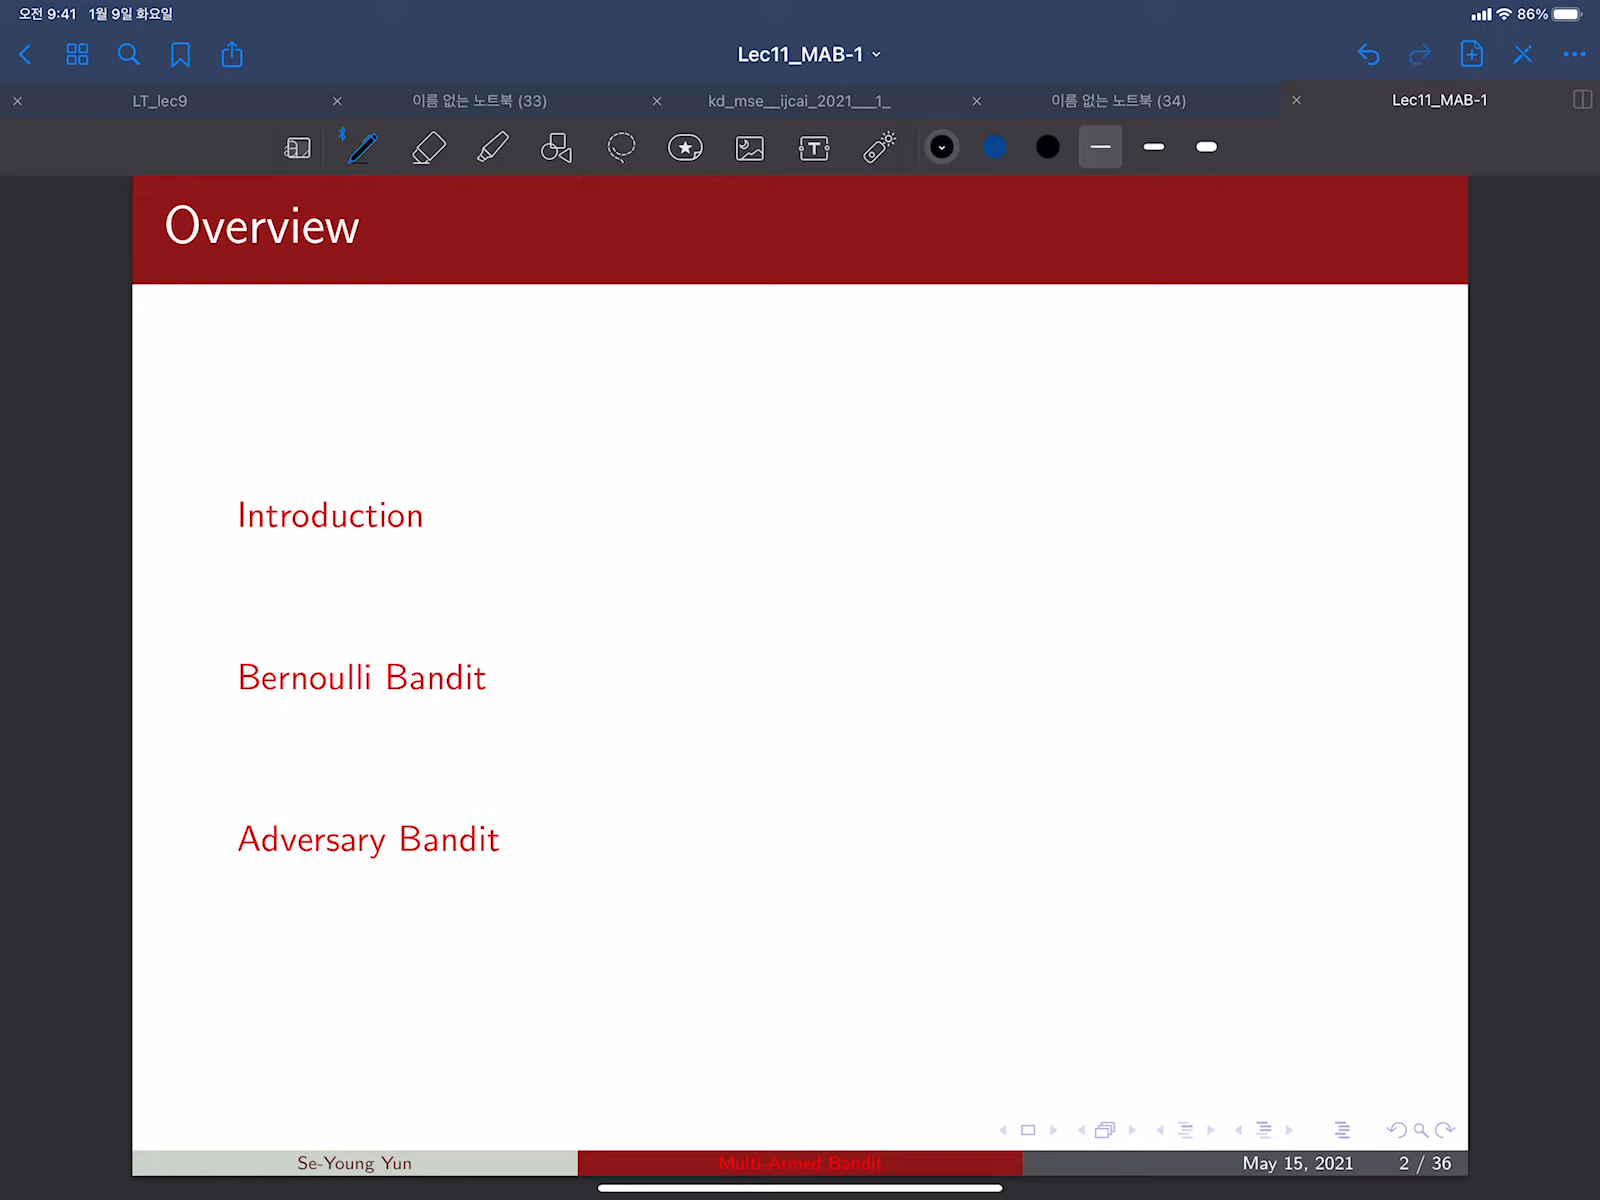 오전 9:41 1월 9일 화요일 86%
Lec11_MAB-1
LT_lec9 이름 없는 노트북 (33) kd_mse__ijcai_2021___1_ 이름 없는 노트북 (34) Lec11_MAB-1
Overview
Introduction
Bernoulli Bandit
Adversary Bandit
Se-Young Yun Multi-Armed Bandit May 15, 2021 2 / 36